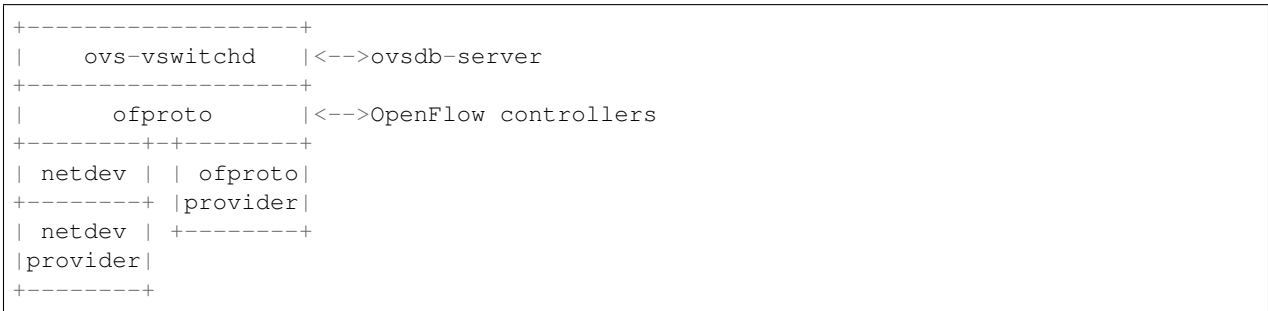 +-------------------+
|    ovs-vswitchd   |<-->ovsdb-server
+-------------------+
|      ofproto      |<-->OpenFlow controllers
+--------+-+--------+
| netdev | | ofproto|
+--------+ |provider|
| netdev | +--------+
|provider|
+--------+